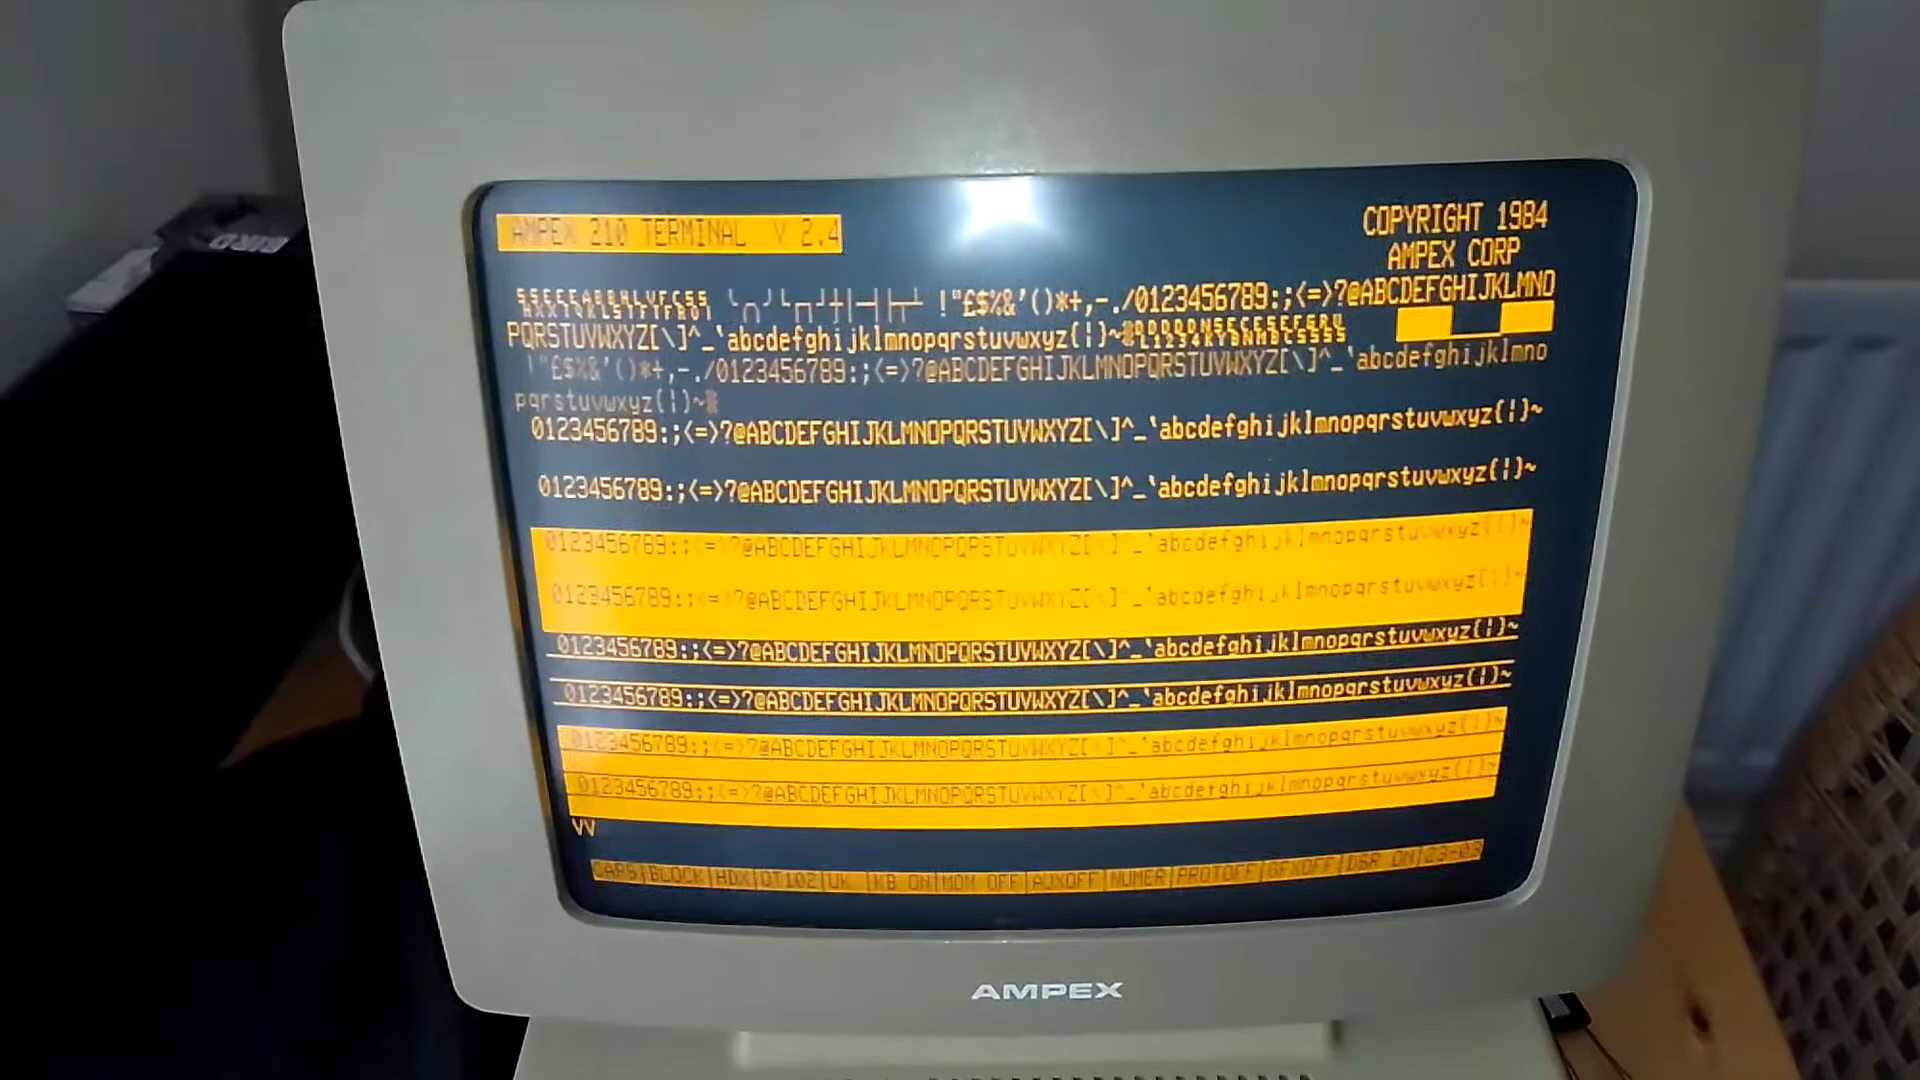 BIRD
AMPEX 210 TERMINAL V 2.4
COPYRIGHT 1984
AMPEX CORP
!"£$%&'()*+,-./0123456789:;<=>?@ABCDEFGHIJKLMNO
PQRSTUVWXYZ[\]^_`abcdefghijklmnopqrstuvwxyz{¦}~
!"£$%&'()*+,-./0123456789:;<=>?@ABCDEFGHIJKLMNOPQRSTUVWXYZ[\]^_`abcdefghijklmno
pqrstuvwxyz{¦}~
0123456789:;<=>?@ABCDEFGHIJKLMNOPQRSTUVWXYZ[\]^_`abcdefghijklmnopqrstuvwxyz{¦}~
0123456789:;<=>?@ABCDEFGHIJKLMNOPQRSTUVWXYZ[\]^_`abcdefghijklmnopqrstuvwxyz{¦}~
0123456789:;<=>?@ABCDEFGHIJKLMNOPQRSTUVWXYZ[\]^_`abcdefghijklmnopqrstuvwxyz{¦}~
0123456789:;<=>?@ABCDEFGHIJKLMNOPQRSTUVWXYZ[\]^_`abcdefghijklmnopqrstuvwxyz{¦}~
0123456789:;<=>?@ABCDEFGHIJKLMNOPQRSTUVWXYZ[\]^_`abcdefghijklmnopqrstuvwxyz{¦}~
0123456789:;<=>?@ABCDEFGHIJKLMNOPQRSTUVWXYZ[\]^_`abcdefghijklmnopqrstuvwxyz{¦}~
0123456789:;<=>?@ABCDEFGHIJKLMNOPQRSTUVWXYZ[\]^_`abcdefghijklmnopqrstuvwxyz{¦}~
0123456789:;<=>?@ABCDEFGHIJKLMNOPQRSTUVWXYZ[\]^_`abcdefghijklmnopqrstuvwxyz{¦}~
VV
CAPS|BLOCK|HDX|QT102|UK |KB ON|MON OFF|AUXOFF|NUMER|PROTOFF|GFXOFF|DSR ON|23-03
AMPEX